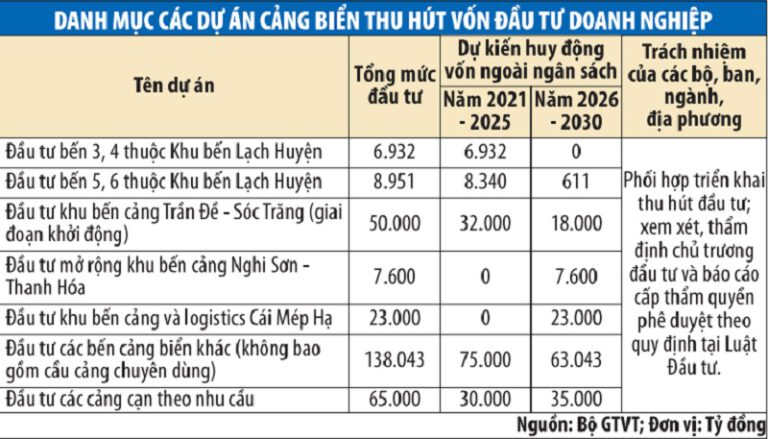 DANH MỤC CÁC DỰ ÁN CẢNG BIỂN THU HÚT VỐN ĐẦU TƯ DOANH NGHIỆP
Tên dự án
Tổng mức
đầu tư
Dự kiến huy động
vốn ngoài ngân sách
Năm 2021
- 2025
Năm 2026
- 2030
Trách nhiệm
của các bộ, ban,
ngành,
địa phương
Đầu tư bến 3, 4 thuộc Khu bến Lạch Huyện 6.932 6.932 0
Đầu tư bến 5, 6 thuộc Khu bến Lạch Huyện 8.951 8.340 611
Đầu tư khu bến cảng Trần Đề - Sóc Trăng (giai
đoạn khởi động) 50.000 32.000 18.000
Đầu tư mở rộng khu bến cảng Nghi Sơn -
Thanh Hóa 7.600 0 7.600
Đầu tư khu bến cảng và logistics Cái Mép Hạ 23.000 0 23.000
Đầu tư các bến cảng biển khác (không bao
gồm cầu cảng chuyên dùng) 138.043 75.000 63.043
Đầu tư các cảng cạn theo nhu cầu 65.000 30.000 35.000
Phối hợp triển khai
thu hút đầu tư;
xem xét, thẩm
định chủ trương
đầu tư và báo cáo
cấp thẩm quyền
phê duyệt theo
quy định tại Luật
Đầu tư.
Nguồn: Bộ GTVT; Đơn vị: Tỷ đồng